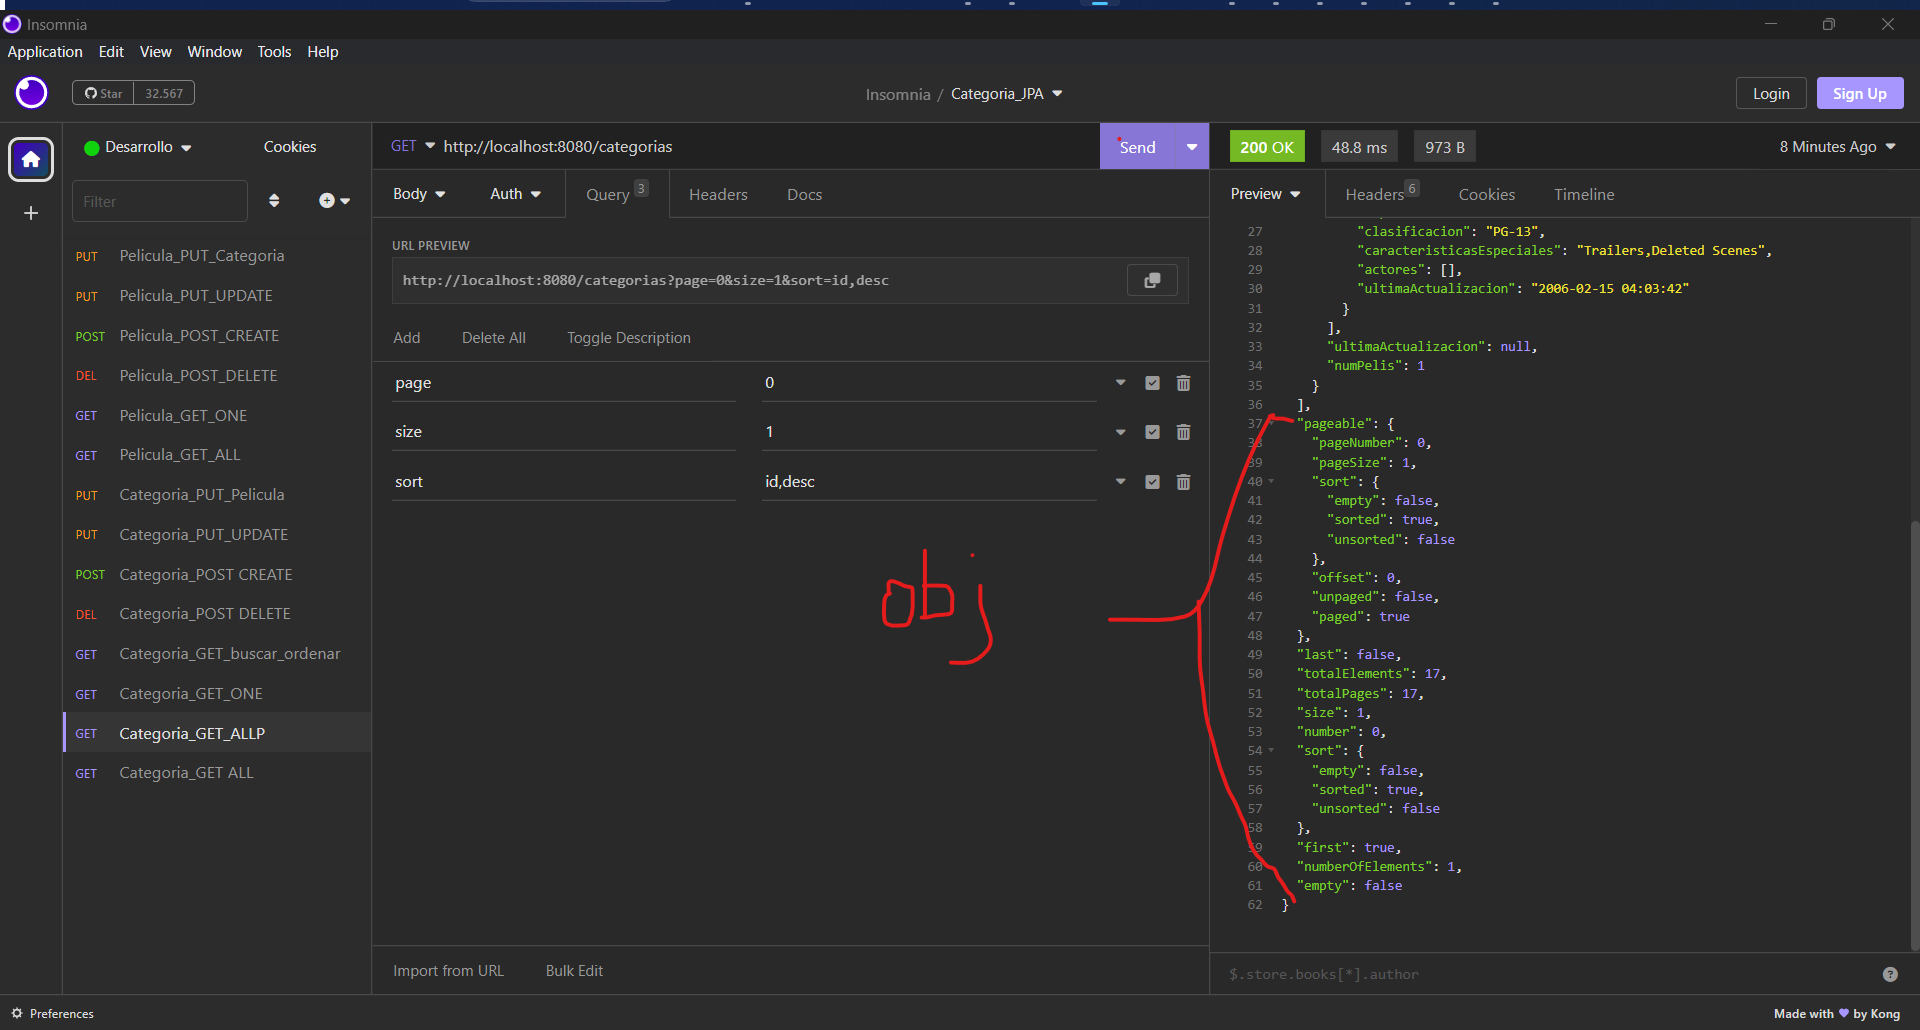 Insomnia
Application Edit View Window Tools Help
Star 32.567
Insomnia / Categoria_JPA
Login Sign Up
Desarrollo Cookies
Filter
PUT Pelicula_PUT_Categoria
PUT Pelicula_PUT_UPDATE
POST Pelicula_POST_CREATE
DEL Pelicula_POST_DELETE
GET Pelicula_GET_ONE
GET Pelicula_GET_ALL
PUT Categoria_PUT_Pelicula
PUT Categoria_PUT_UPDATE
POST Categoria_POST CREATE
DEL Categoria_POST DELETE
GET Categoria_GET_buscar_ordenar
GET Categoria_GET_ONE
GET Categoria_GET_ALLP
GET Categoria_GET ALL
GET http://localhost:8080/categorias Send
Body Auth Query 3 Headers Docs
URL PREVIEW
http://localhost:8080/categorias?page=0&size=1&sort=id,desc
Add Delete All Toggle Description
page 0
size 1
sort id,desc
obj
Import from URL Bulk Edit
200 OK 48.8 ms 973 B 8 Minutes Ago
Preview Headers 6 Cookies Timeline
27 "clasificacion": "PG-13",
28 "caracteristicasEspeciales": "Trailers,Deleted Scenes",
29 "actores": [],
30 "ultimaActualizacion": "2006-02-15 04:03:42"
31 }
32 ],
33 "ultimaActualizacion": null,
34 "numPelis": 1
35 }
36 ],
37 "pageable": {
38 "pageNumber": 0,
39 "pageSize": 1,
40 "sort": {
41 "empty": false,
42 "sorted": true,
43 "unsorted": false
44 },
45 "offset": 0,
46 "unpaged": false,
47 "paged": true
48 },
49 "last": false,
50 "totalElements": 17,
51 "totalPages": 17,
52 "size": 1,
53 "number": 0,
54 "sort": {
55 "empty": false,
56 "sorted": true,
57 "unsorted": false
58 },
59 "first": true,
60 "numberOfElements": 1,
61 "empty": false
62 }
$.store.books[*].author
Preferences
Made with by Kong